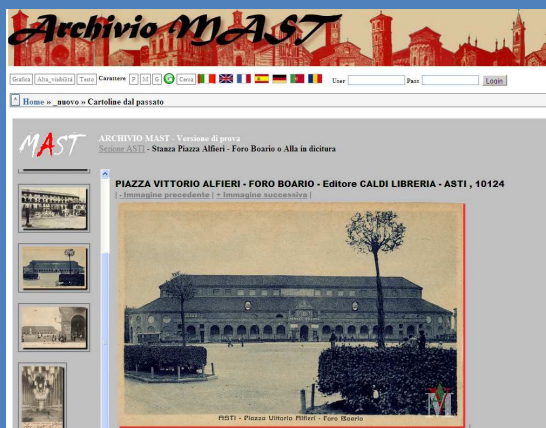 Archivio MAST
Grafica Alta_visibilità Testo Carattere P M G Cerca User Pass Login
Home » _nuovo » Cartoline dal passato
MAST
ARCHIVIO MAST - Versione di prova
Sezione ASTI - Stanza Piazza Alfieri - Foro Boario o Alla in dicitura
PIAZZA VITTORIO ALFIERI - FORO BOARIO - Editore CALDI LIBRERIA - ASTI , 10124
| - Immagine precedente | + Immagine successiva |
ASTI - Piazza Vittorio Alfieri - Foro Boario